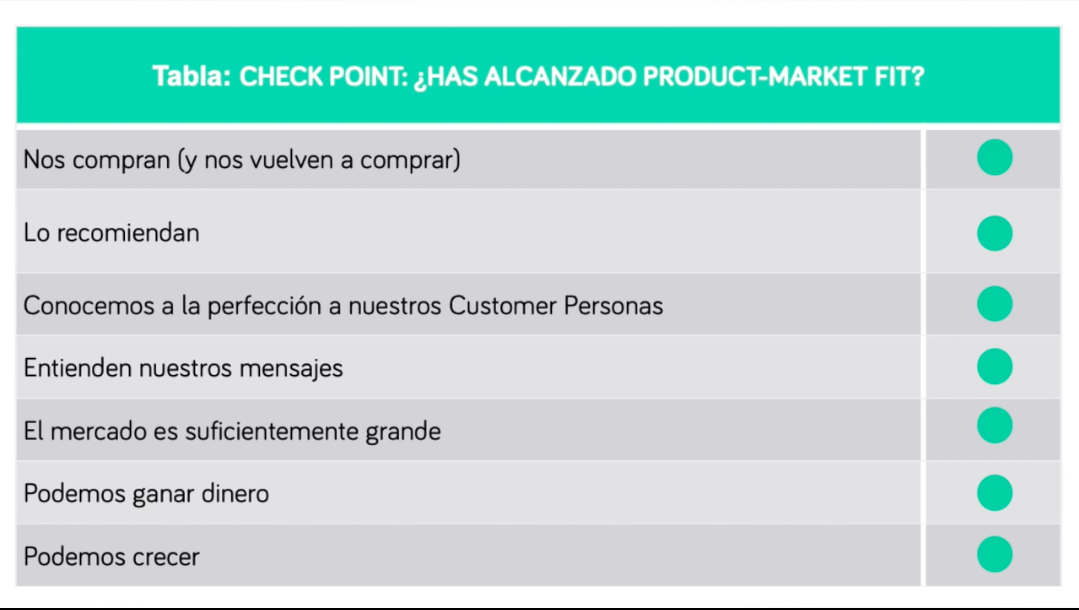 Tabla: CHECK POINT: ¿HAS ALCANZADO PRODUCT-MARKET FIT?
Nos compran (y nos vuelven a comprar)
Lo recomiendan
Conocemos a la perfección a nuestros Customer Personas
Entienden nuestros mensajes
El mercado es suficientemente grande
Podemos ganar dinero
Podemos crecer